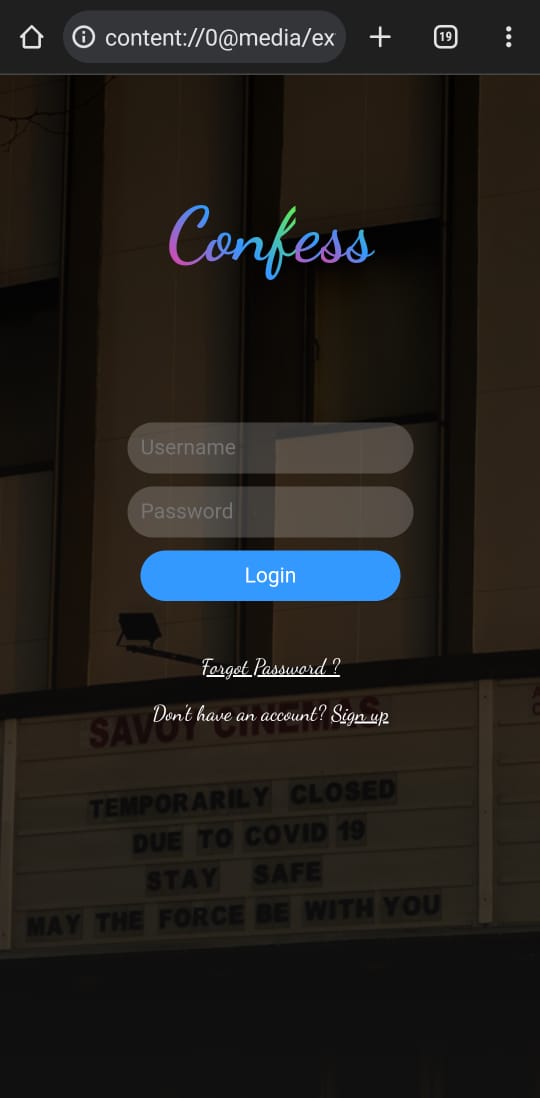 content://0@media/ex
19
Confess
Username
Password
Login
Forgot Password ?
Don't have an account? Sign up
SAVOY CINEMAS
TEMPORARILY CLOSED
DUE TO COVID 19
STAY SAFE
MAY THE FORCE BE WITH YOU